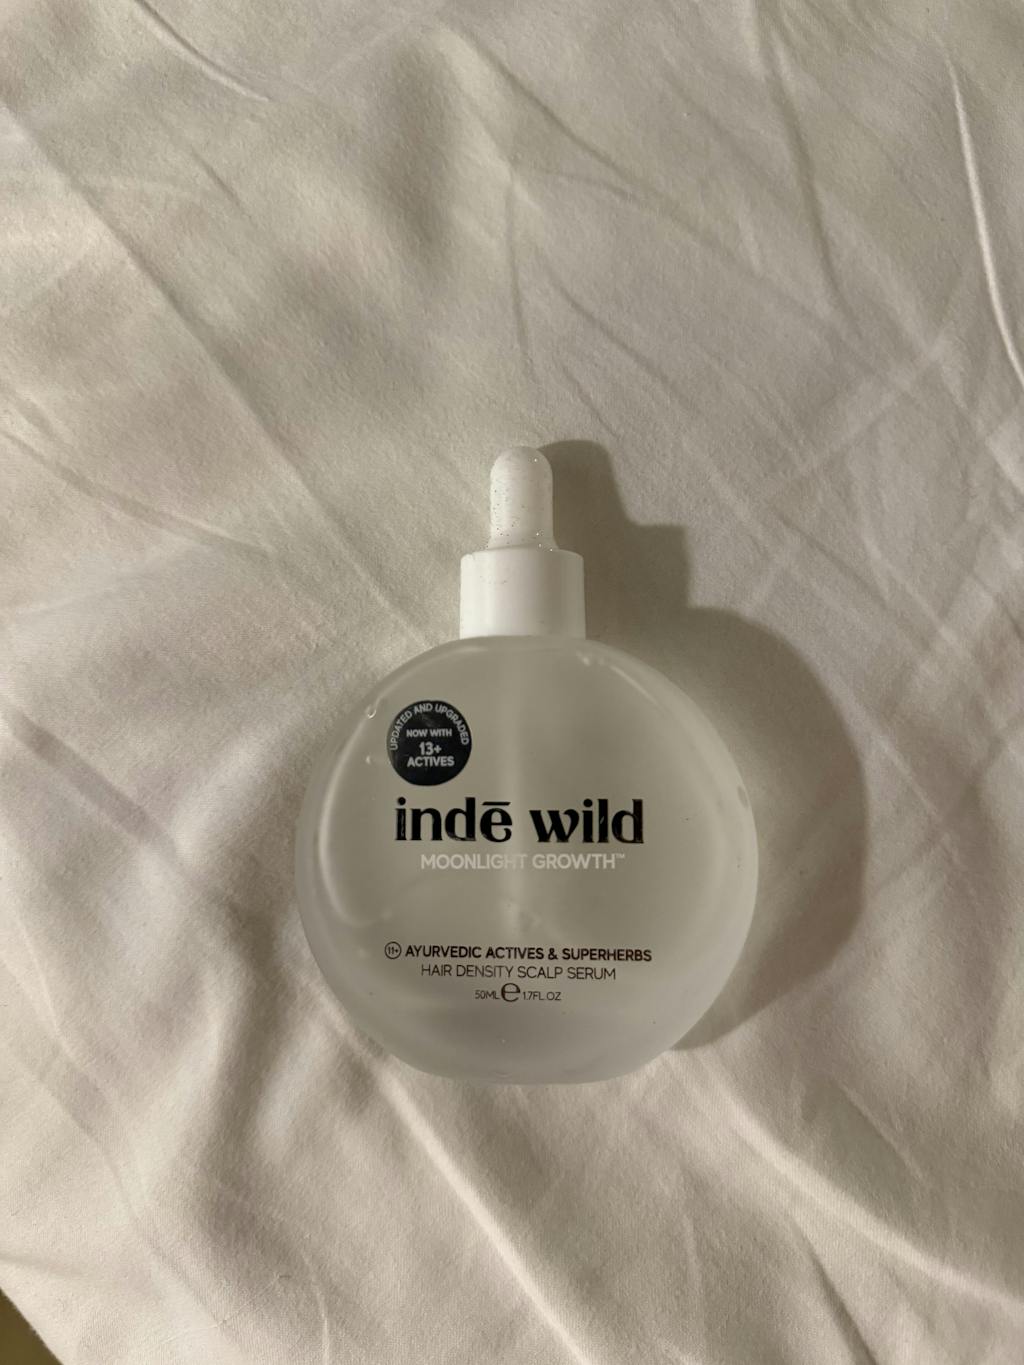 UPDATED AND UPGRADED
NOW WITH
13+
ACTIVES
indē wild
MOONLIGHT GROWTH™
11+ AYURVEDIC ACTIVES & SUPERHERBS
HAIR DENSITY SCALP SERUM
50ML ℮ 1.7FL OZ